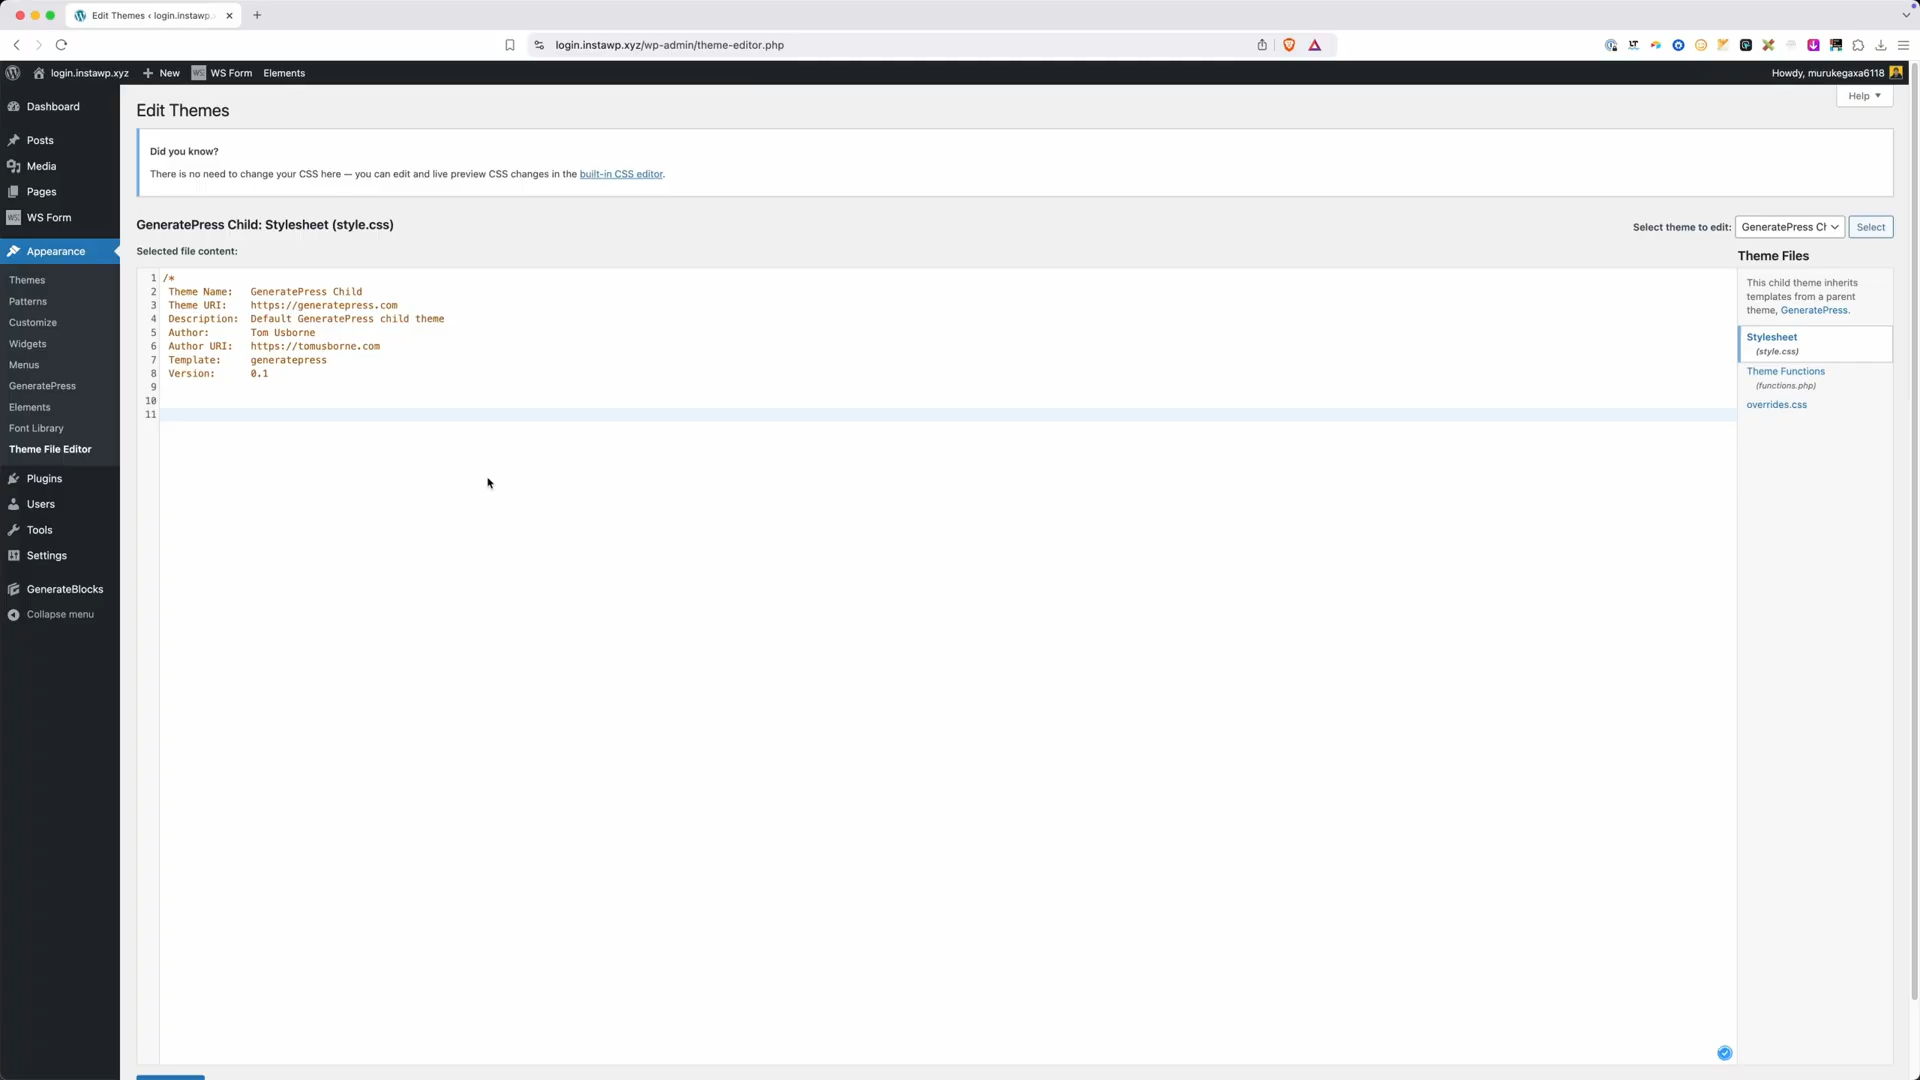 Edit Themes ‹ login.instawp.
login.instawp.xyz/wp-admin/theme-editor.php
login.instawp.xyz
New
WS Form
Elements
Howdy, murukegaxa6118
Dashboard
Posts
Media
Pages
WS Form
Appearance
Themes
Patterns
Customize
Widgets
Menus
GeneratePress
Elements
Font Library
Theme File Editor
Plugins
Users
Tools
Settings
GenerateBlocks
Collapse menu
Help
Edit Themes
Did you know?
There is no need to change your CSS here — you can edit and live preview CSS changes in the built-in CSS editor.
GeneratePress Child: Stylesheet (style.css)
Select theme to edit: GeneratePress Ch Select
Selected file content:
1 /*
2 Theme Name: GeneratePress Child
3 Theme URI: https://generatepress.com
4 Description: Default GeneratePress child theme
5 Author: Tom Usborne
6 Author URI: https://tomusborne.com
7 Template: generatepress
8 Version: 0.1
9
10
11
Theme Files
This child theme inherits
templates from a parent
theme, GeneratePress.
Stylesheet
(style.css)
Theme Functions
(functions.php)
overrides.css